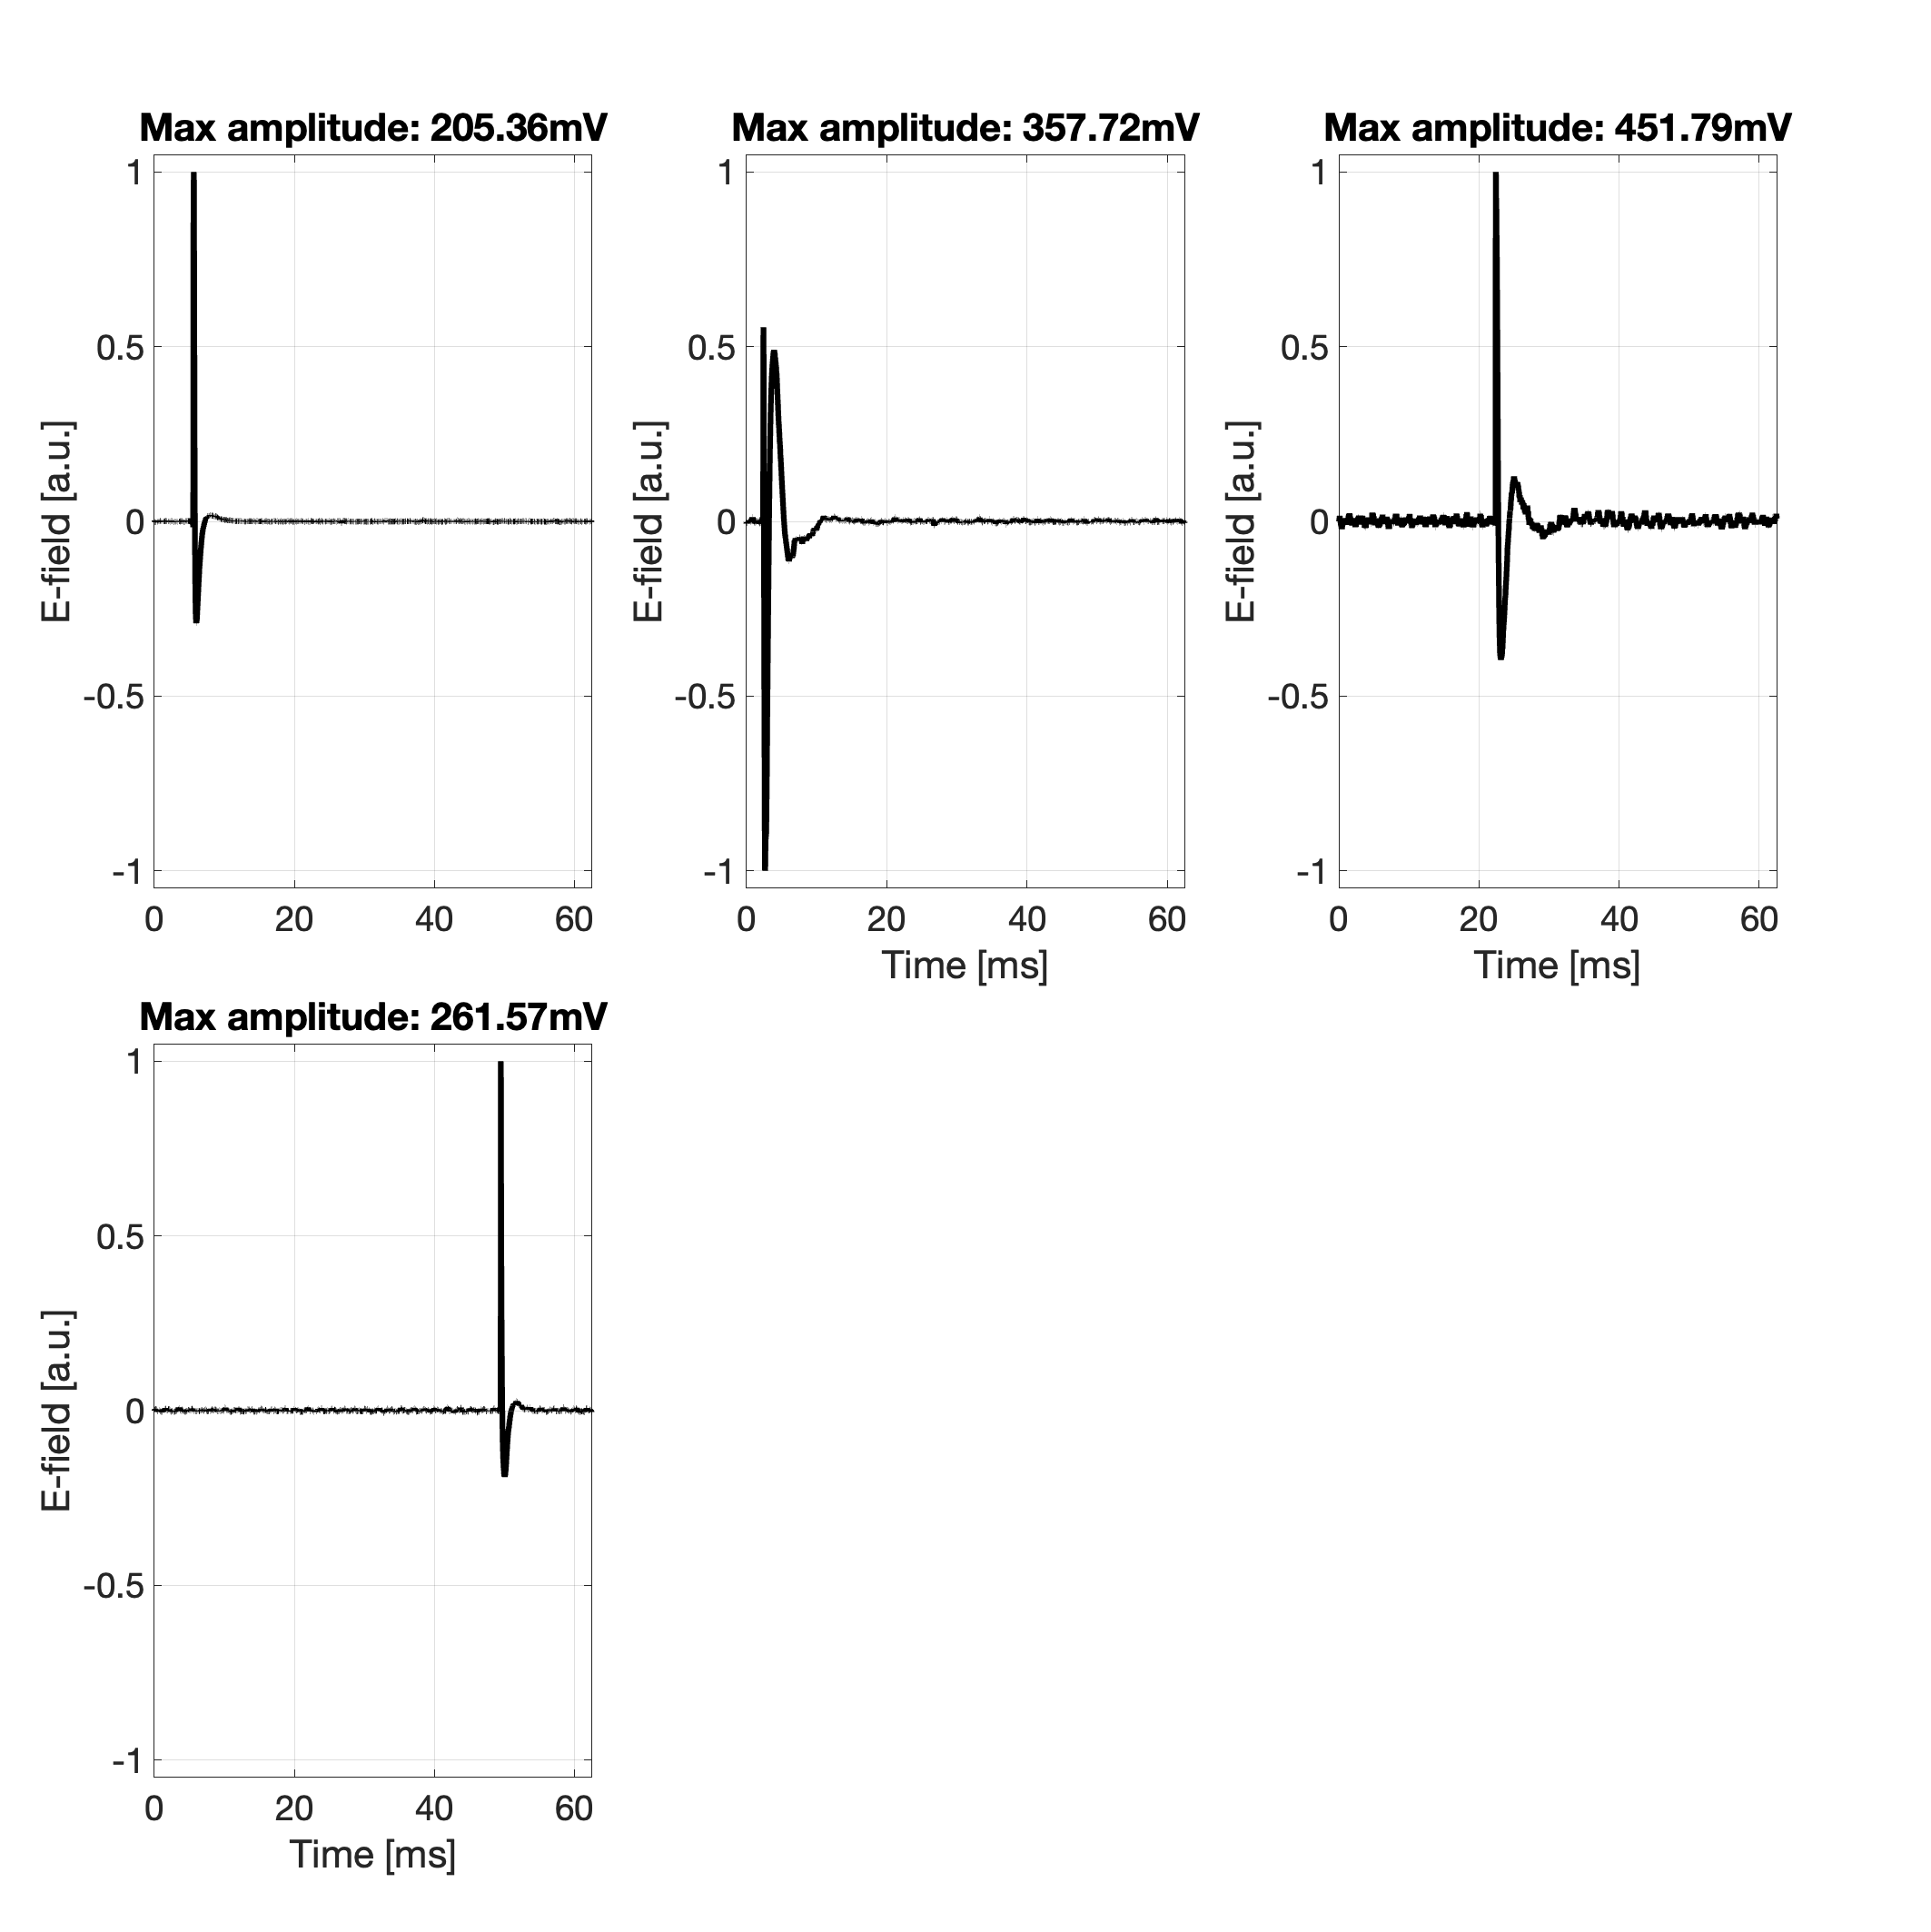 Max amplitude: 205.36mV
1
0.5
0
-0.5
-1
E-field [a.u.]
0 20 40 60
Max amplitude: 357.72mV
1
0.5
0
-0.5
-1
E-field [a.u.]
0 20 40 60
Time [ms]
Max amplitude: 451.79mV
1
0.5
0
-0.5
-1
E-field [a.u.]
0 20 40 60
Time [ms]
Max amplitude: 261.57mV
1
0.5
0
-0.5
-1
E-field [a.u.]
0 20 40 60
Time [ms]